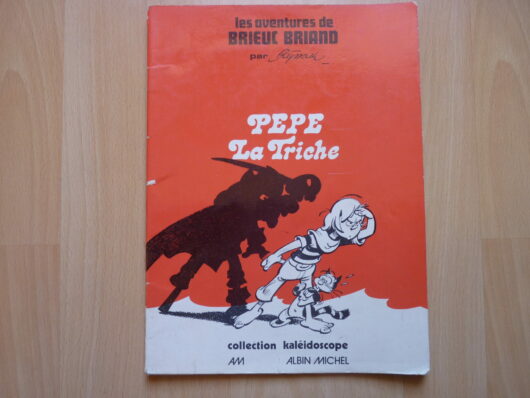 les aventures de
BRIEUC BRIAND
par
PEPE
La Triche
collection kaléidoscope
AM ALBIN MICHEL